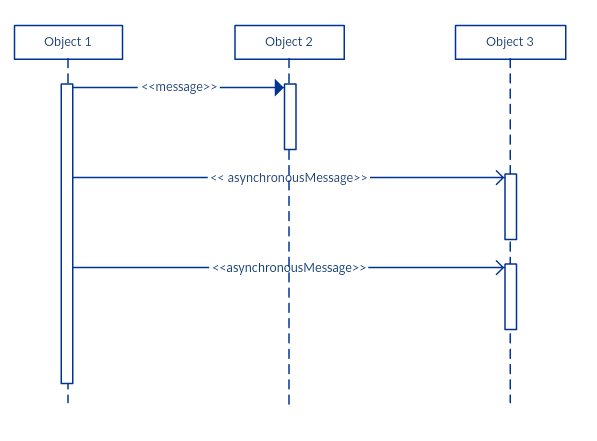 Object 1
Object 2
Object 3
<<message>>
<< asynchronousMessage>>
<<asynchronousMessage>>